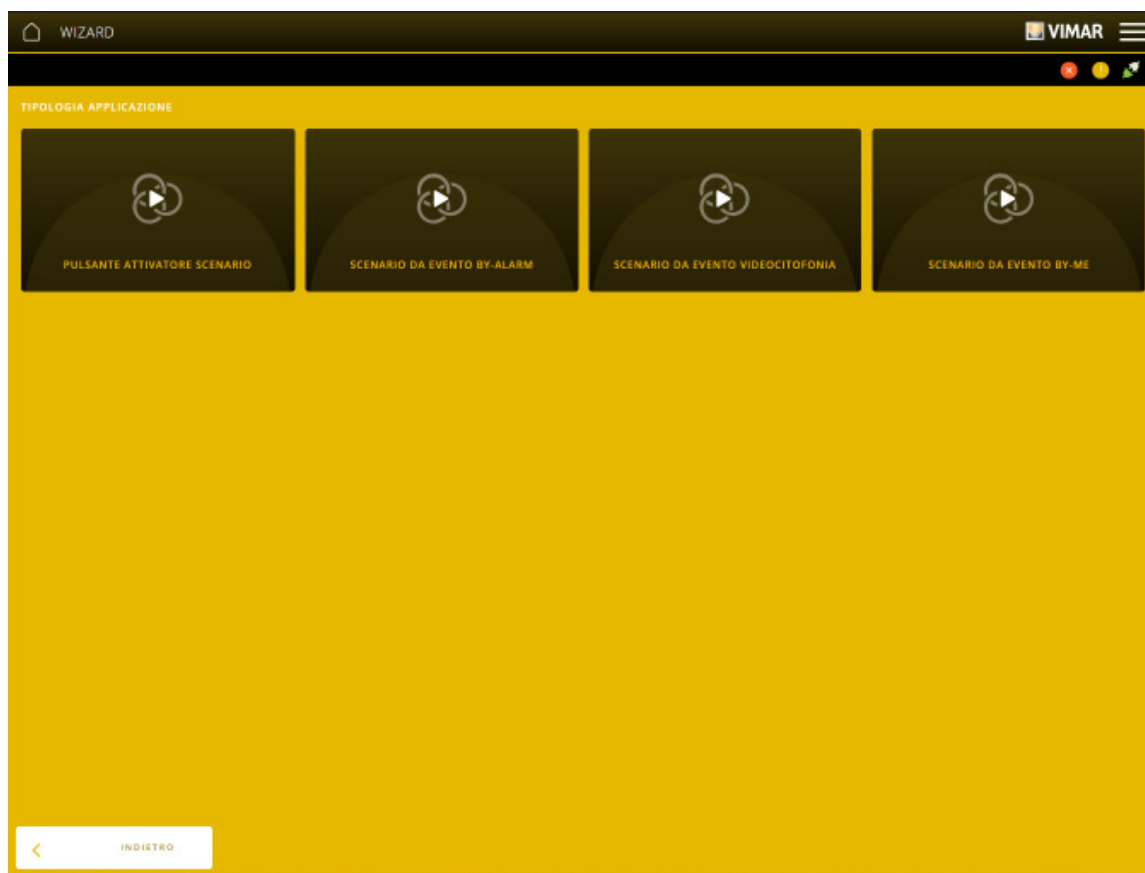 WIZARD
VIMAR
TIPOLOGIA APPLICAZIONE
PULSANTE ATTIVATORE SCENARIO
SCENARIO DA EVENTO BY-ALARM
SCENARIO DA EVENTO VIDEOCITOFONIA
SCENARIO DA EVENTO BY-ME
INDIETRO